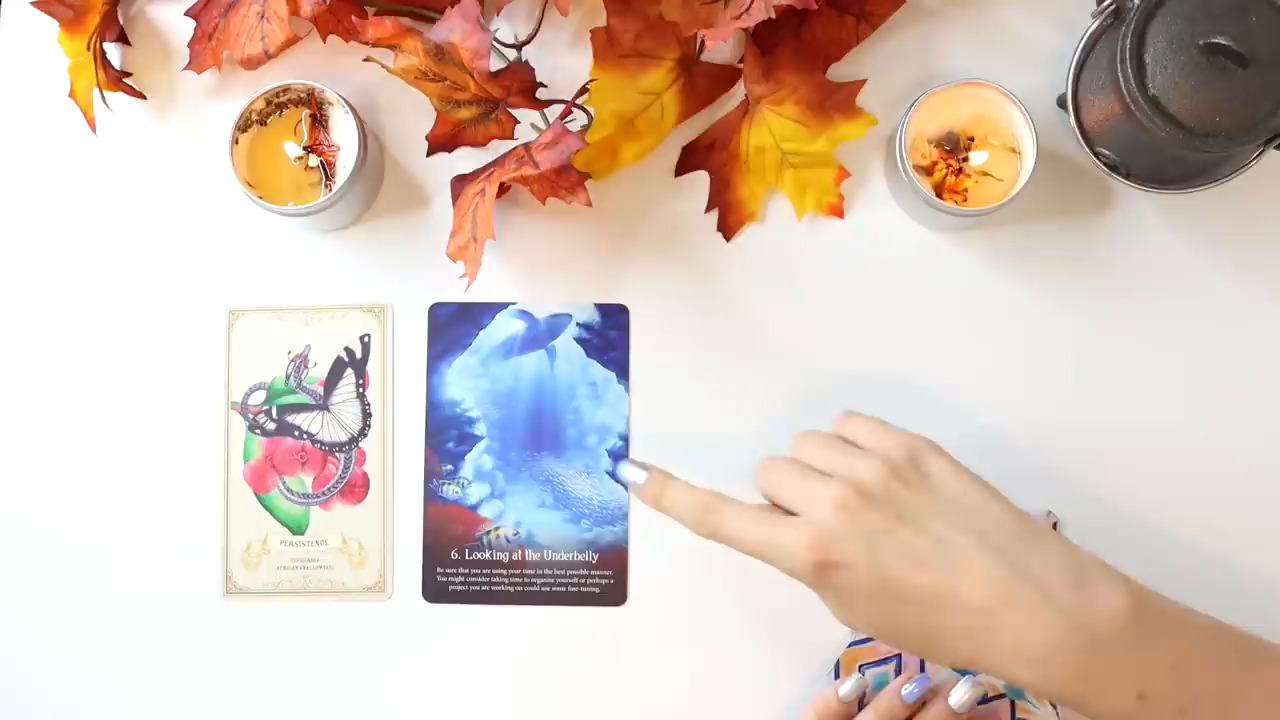 PERSISTENCE
AFRICAN SWALLOWTAIL
6. Looking at the Underbelly
Be sure that you are using your time in the best possible manner.
You might consider taking time to organise yourself or perhaps a
project you are working on could use some fine-tuning.